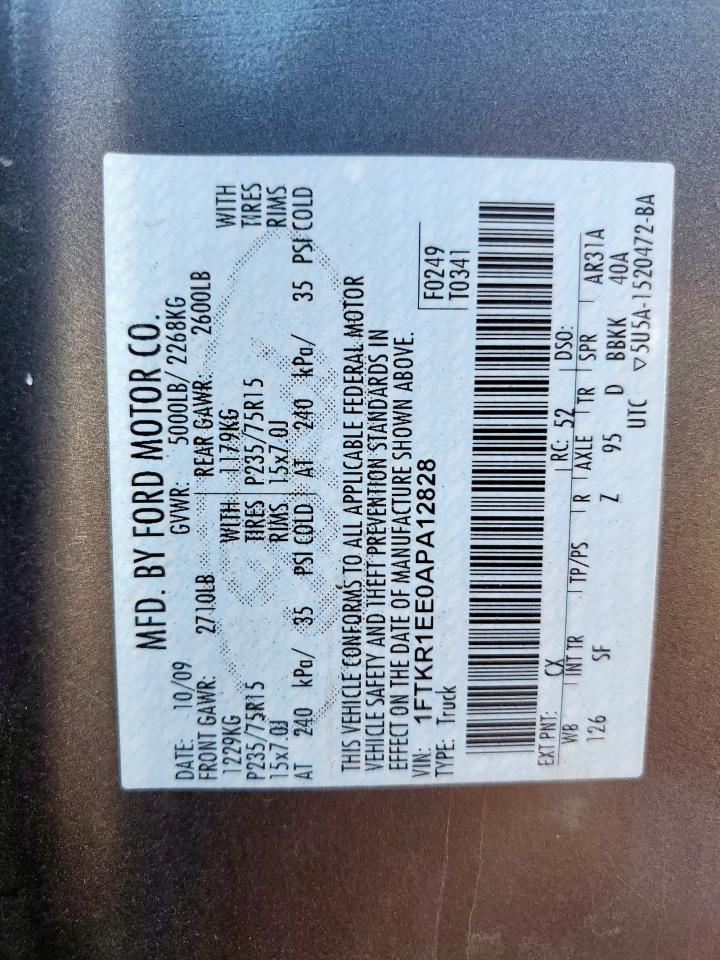 MFD. BY FORD MOTOR CO.
DATE: 10/09 GVWR: 5000LB/ 2268KG
FRONT GAWR: 2710LB REAR GAWR: 2600LB
1229KG WITH 1179KG WITH
P235/75R15 TIRES P235/75R15 TIRES
15x7.0J RIMS 15x7.0J RIMS
AT 240 kPa/ 35 PSI COLD AT 240 kPa/ 35 PSI COLD
THIS VEHICLE CONFORMS TO ALL APPLICABLE FEDERAL MOTOR
VEHICLE SAFETY AND THEFT PREVENTION STANDARDS IN
EFFECT ON THE DATE OF MANUFACTURE SHOWN ABOVE.
VIN: 1FTKR1EE0APA12828 F0249
TYPE: Truck T0341
EXT PNT: CX RC: 52 DSO:
WB INT TR TP/PS R AXLE TR SPR AR31A
126 SF Z 95 D BBKK 40A
UTC ▽5U5A-1520472-BA